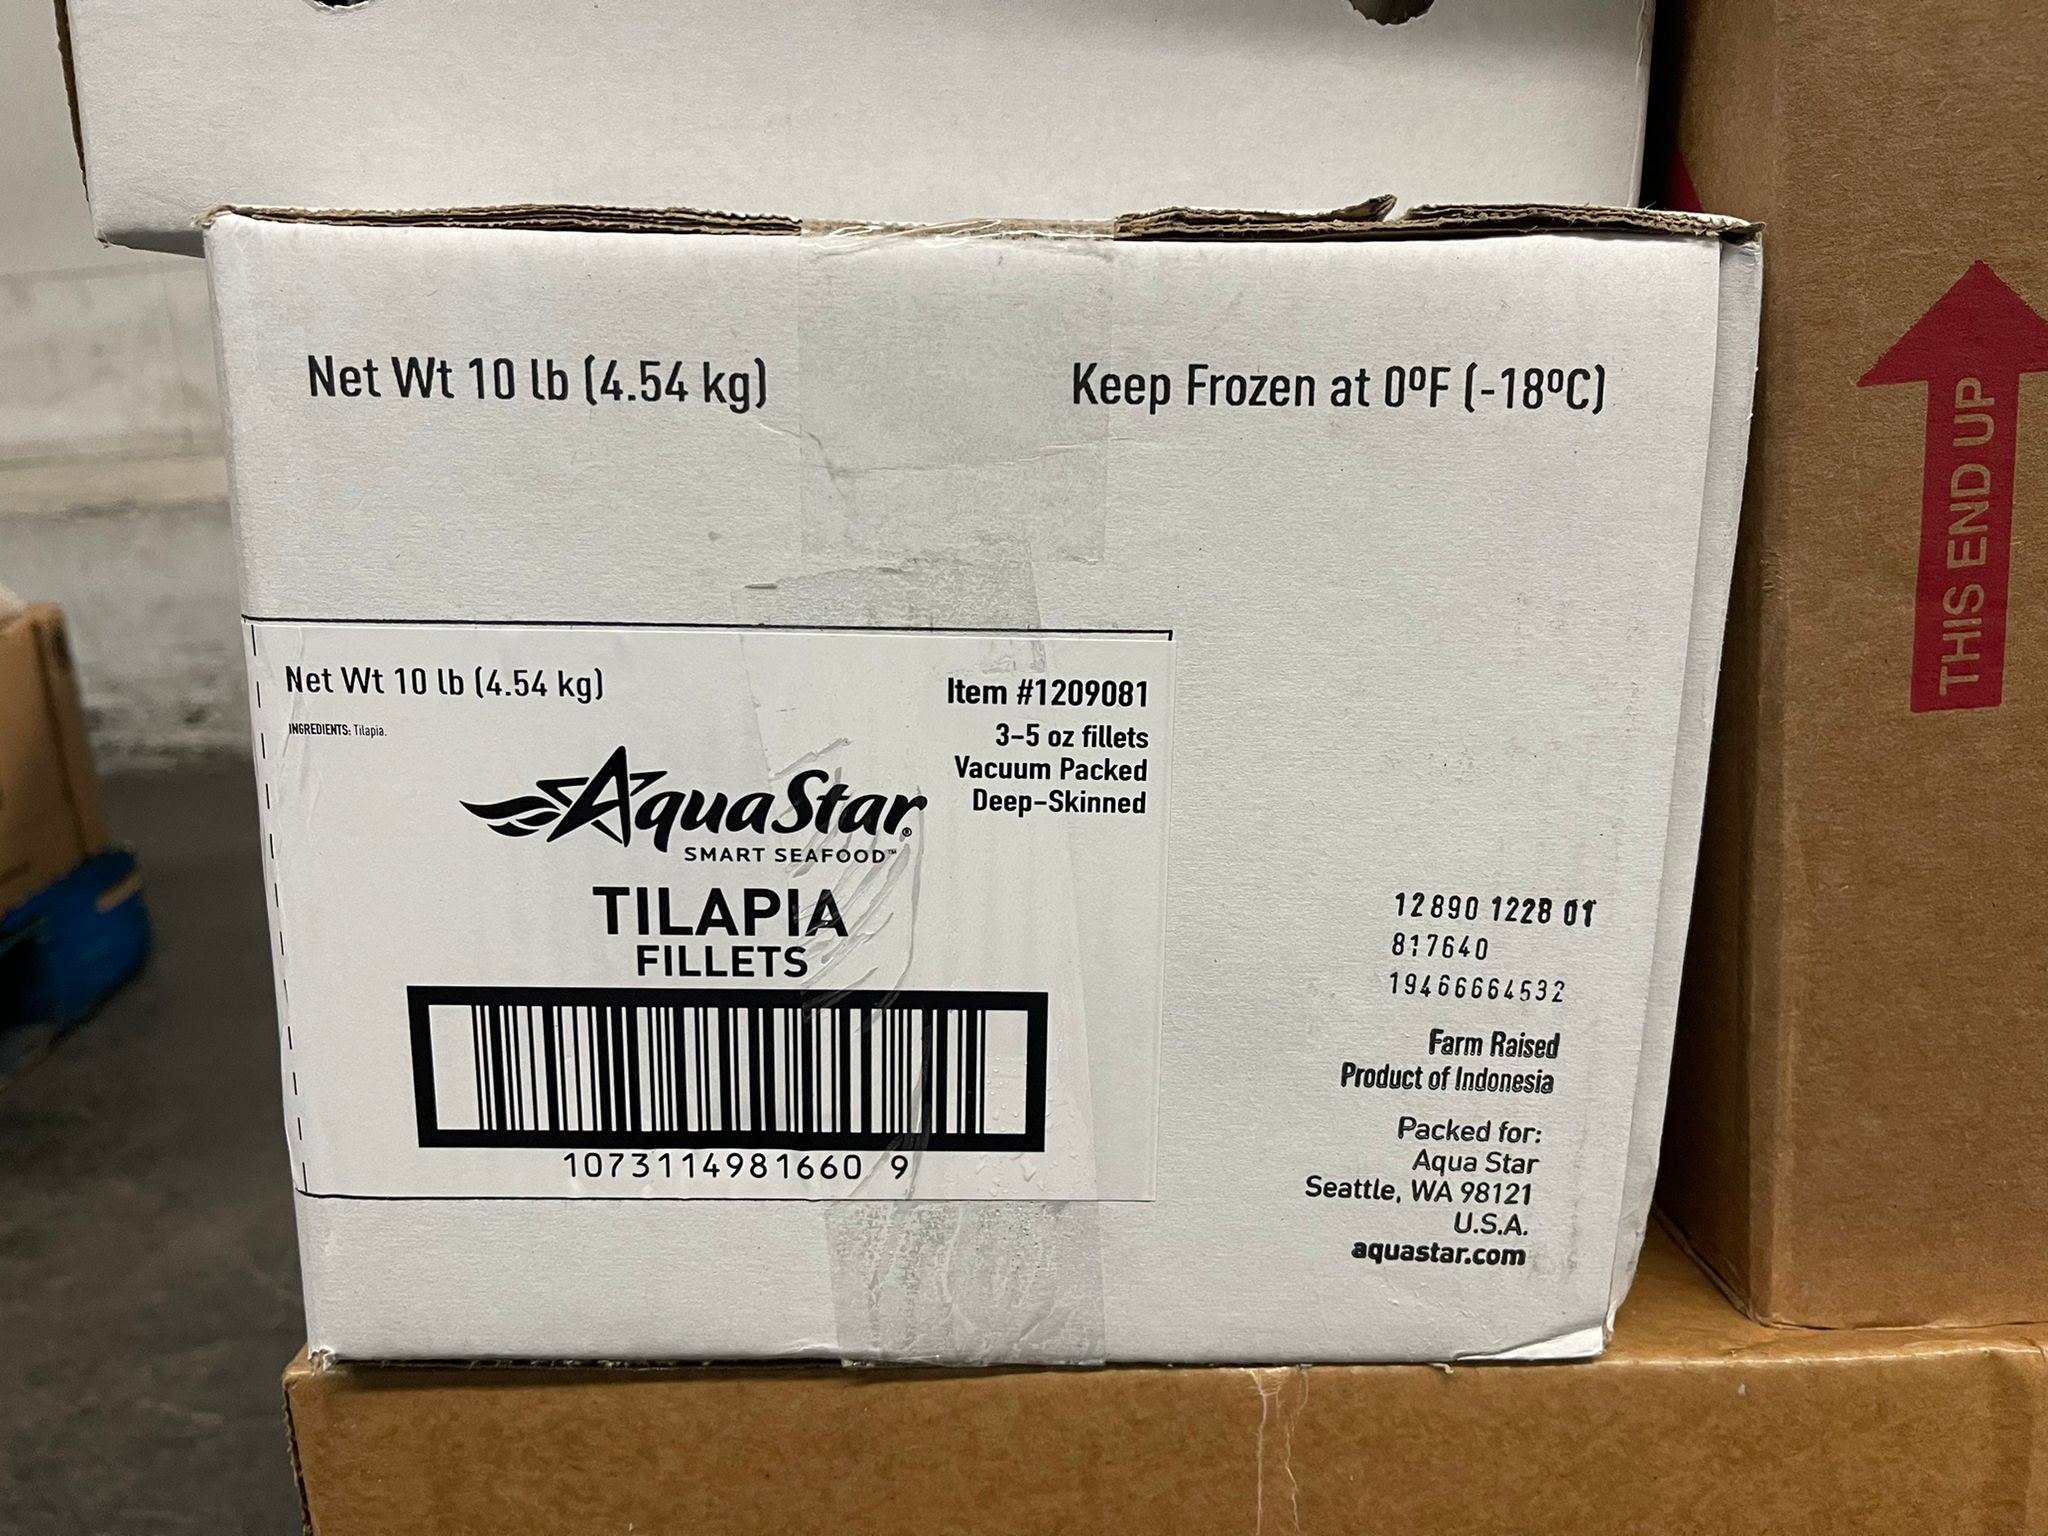 Net Wt 10 lb (4.54 kg)
Keep Frozen at 0ºF (-18ºC)
THIS END UP
Net Wt 10 lb (4.54 kg)
INGREDIENTS: Tilapia.
Item #1209081
3-5 oz fillets
Vacuum Packed
Deep-Skinned
AquaStar®
SMART SEAFOOD™
TILAPIA
FILLETS
1073114981660 9
12890 1228 01
817640
19466664532
Farm Raised
Product of Indonesia
Packed for:
Aqua Star
Seattle, WA 98121
U.S.A.
aquastar.com